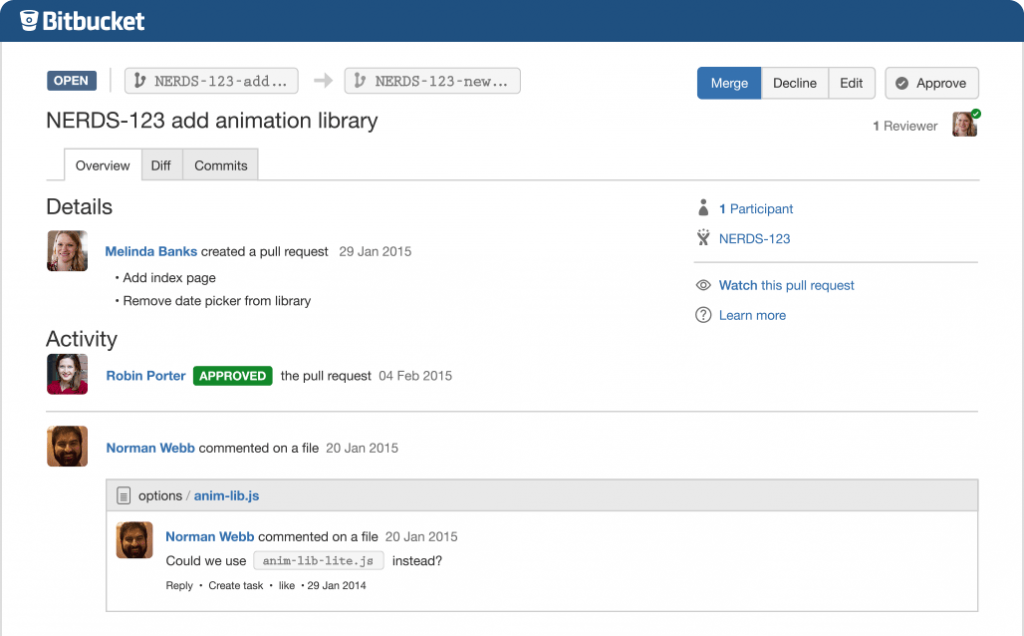 Bitbucket
OPEN NERDS-123-add... NERDS-123-new... Merge Decline Edit Approve
NERDS-123 add animation library
1 Reviewer
Overview Diff Commits
Details
1 Participant
Melinda Banks created a pull request 29 Jan 2015
NERDS-123
• Add index page
• Remove date picker from library
Watch this pull request
? Learn more
Activity
Robin Porter APPROVED the pull request 04 Feb 2015
Norman Webb commented on a file 20 Jan 2015
options / anim-lib.js
Norman Webb commented on a file 20 Jan 2015
Could we use anim-lib-lite.js instead?
Reply • Create task • like • 29 Jan 2014